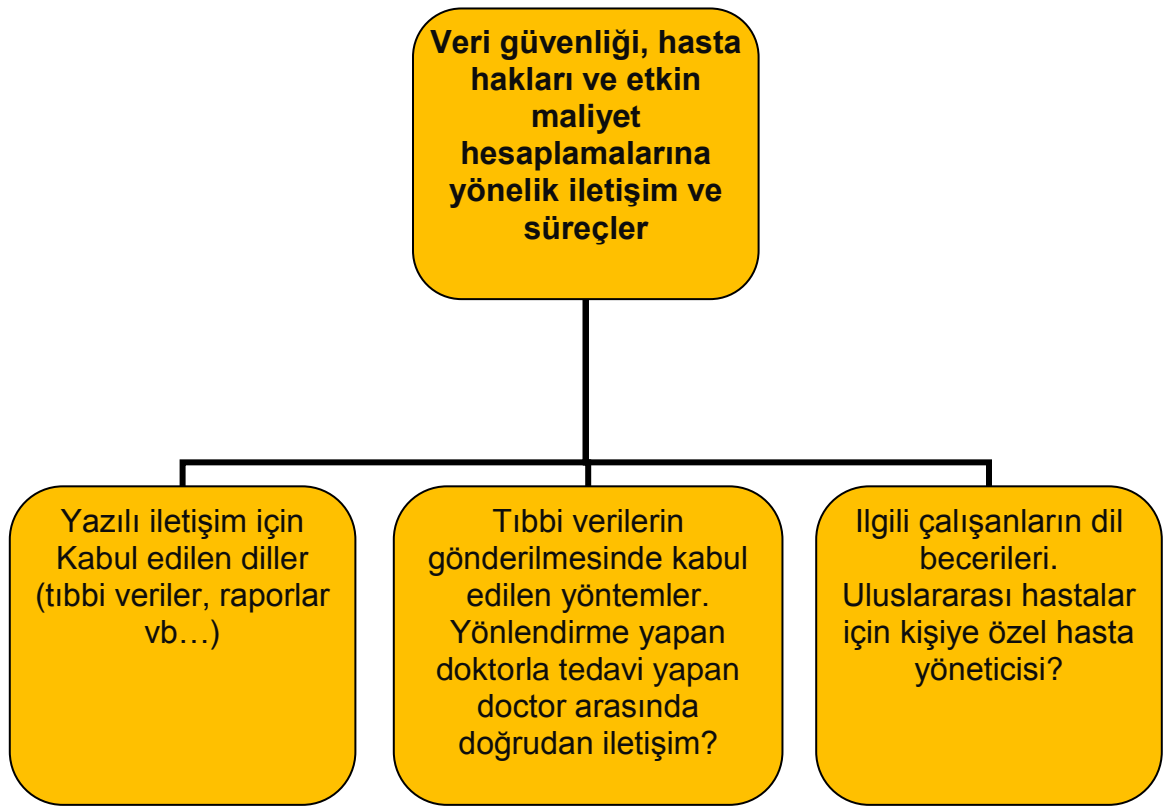 Veri güvenliği, hasta
hakları ve etkin
maliyet
hesaplamalarına
yönelik iletişim ve
süreçler
Yazılı iletişim için
Kabul edilen diller
(tıbbi veriler, raporlar
vb…)
Tıbbi verilerin
gönderilmesinde kabul
edilen yöntemler.
Yönlendirme yapan
doktorla tedavi yapan
doctor arasında
doğrudan iletişim?
Ilgili çalışanların dil
becerileri.
Uluslararası hastalar
için kişiye özel hasta
yöneticisi?